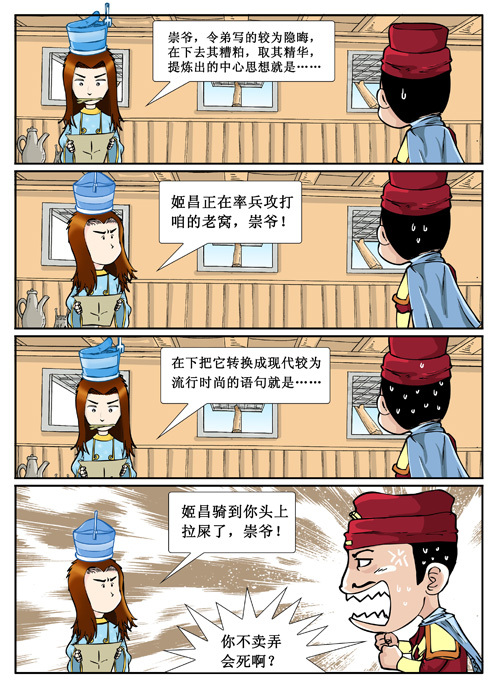 崇爷，令弟写的较为隐晦，
在下去其糟粕，取其精华，
提炼出的中心思想就是……
姬昌正在率兵攻打
咱的老窝，崇爷！
在下把它转换成现代较为
流行时尚的语句就是……
姬昌骑到你头上
拉屎了，崇爷！
你不卖弄
会死啊？